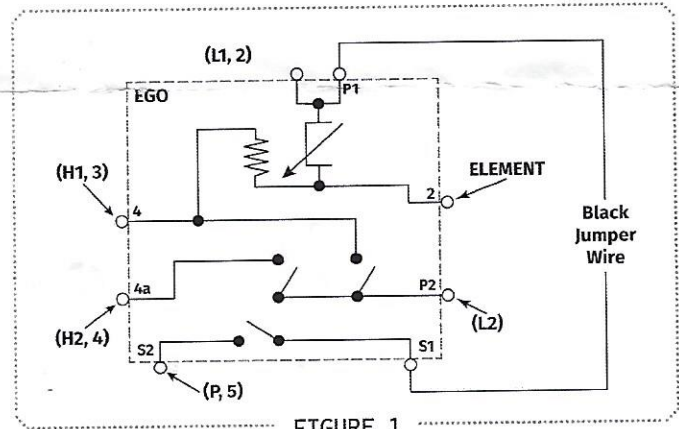 (L1, 2)
P1
EGO
(H1, 3)
ELEMENT
4
2
Black
Jumper
Wire
4a
P2
(H2, 4)
(L2)
S2
S1
(P, 5)
FIGURE 1